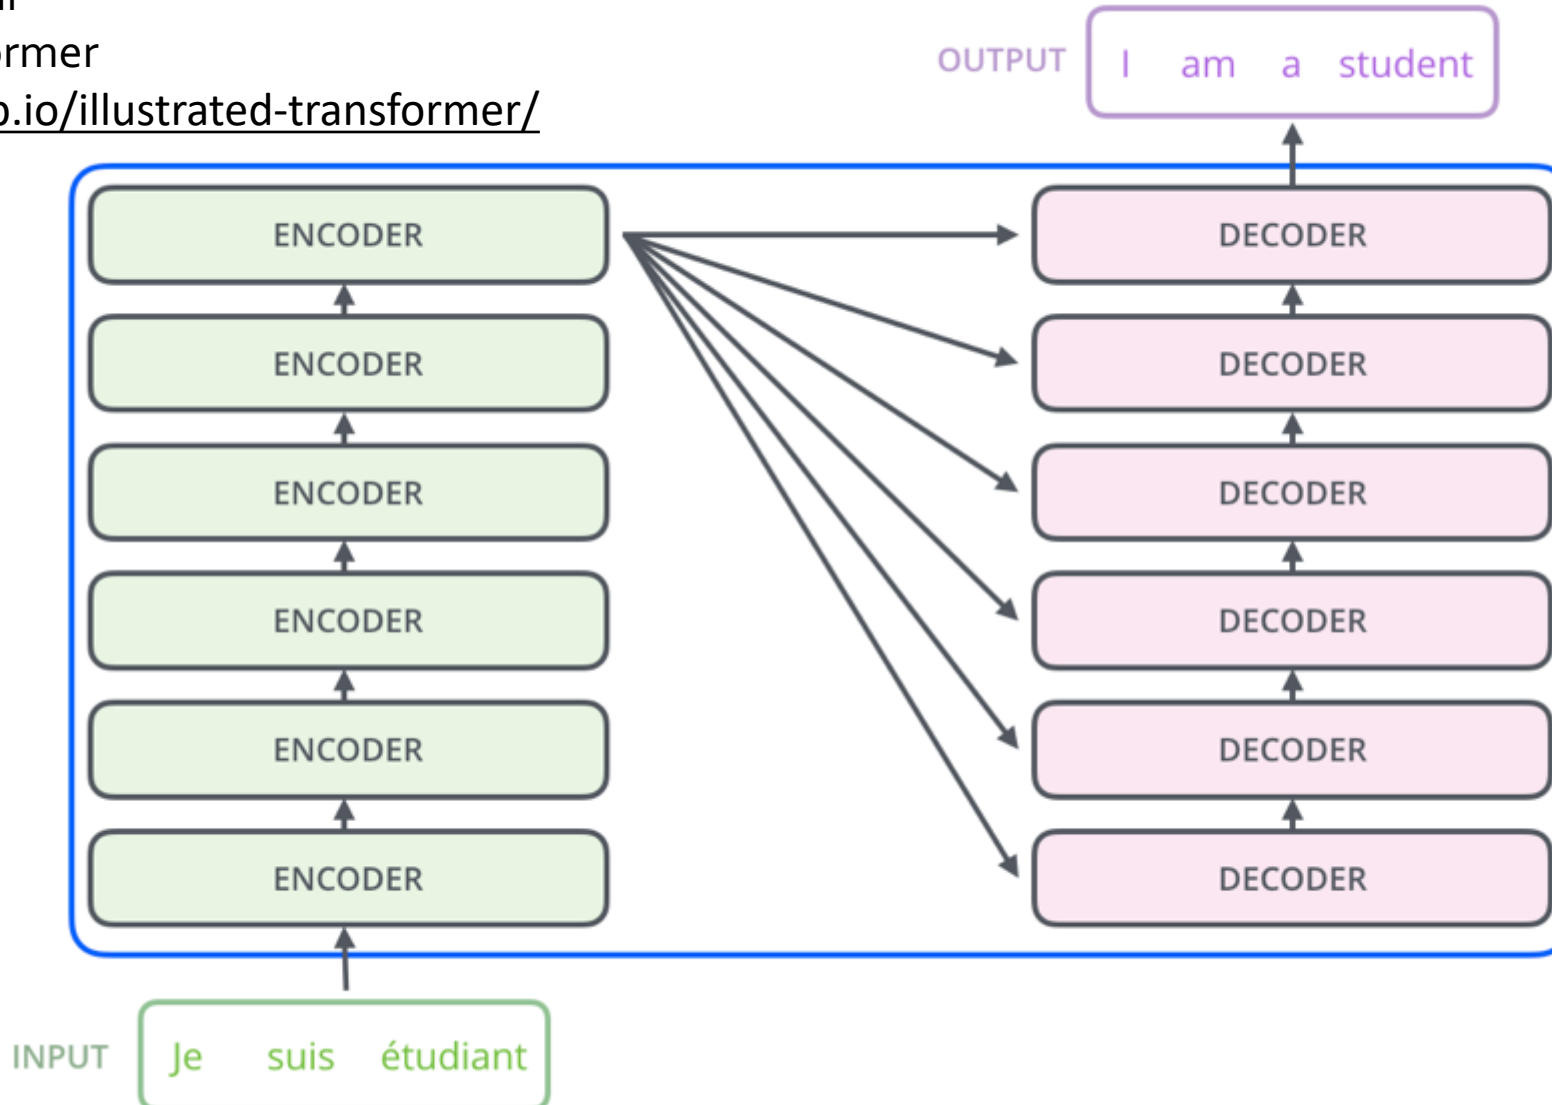 ormer
o.io/illustrated-transformer/
OUTPUT I am a student
ENCODER DECODER
ENCODER DECODER
ENCODER DECODER
ENCODER DECODER
ENCODER DECODER
ENCODER DECODER
INPUT Je suis étudiant